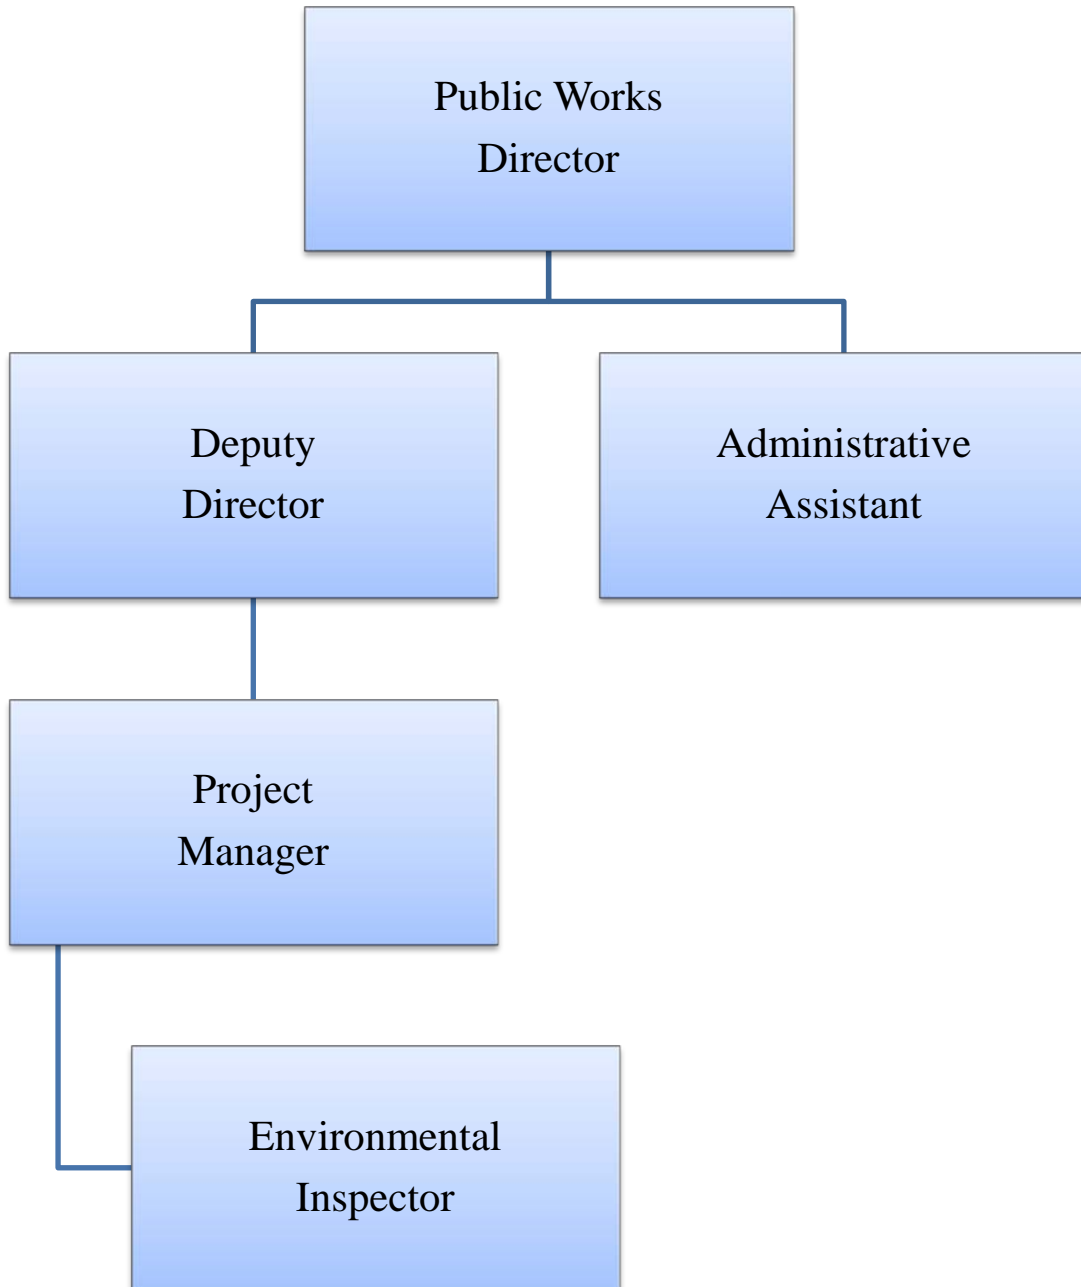 Public Works
Director
Deputy
Director
Administrative
Assistant
Project
Manager
Environmental
Inspector